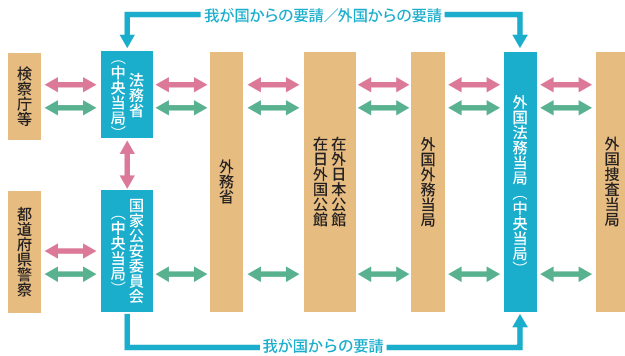 我が国からの要請／外国からの要請
検察庁等
法務省
（中央当局）
都道府県警察
国家公安委員会
（中央当局）
外務省
在外日本公館
在日外国公館
外国外務当局
外国法務当局（中央当局）
外国捜査当局
我が国からの要請